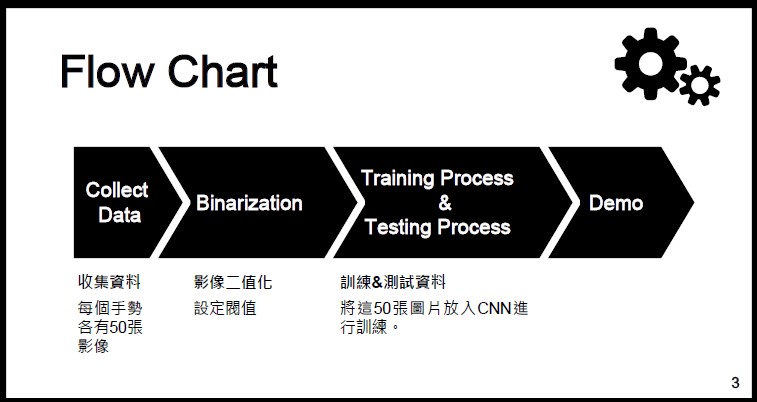 Flow Chart
Collect
Data
Binarization
Training Process
&
Testing Process
Demo
收集資料
每個手勢
各有50張
影像
影像二值化
設定閥值
訓練&測試資料
將這50張圖片放入CNN進
行訓練。
3